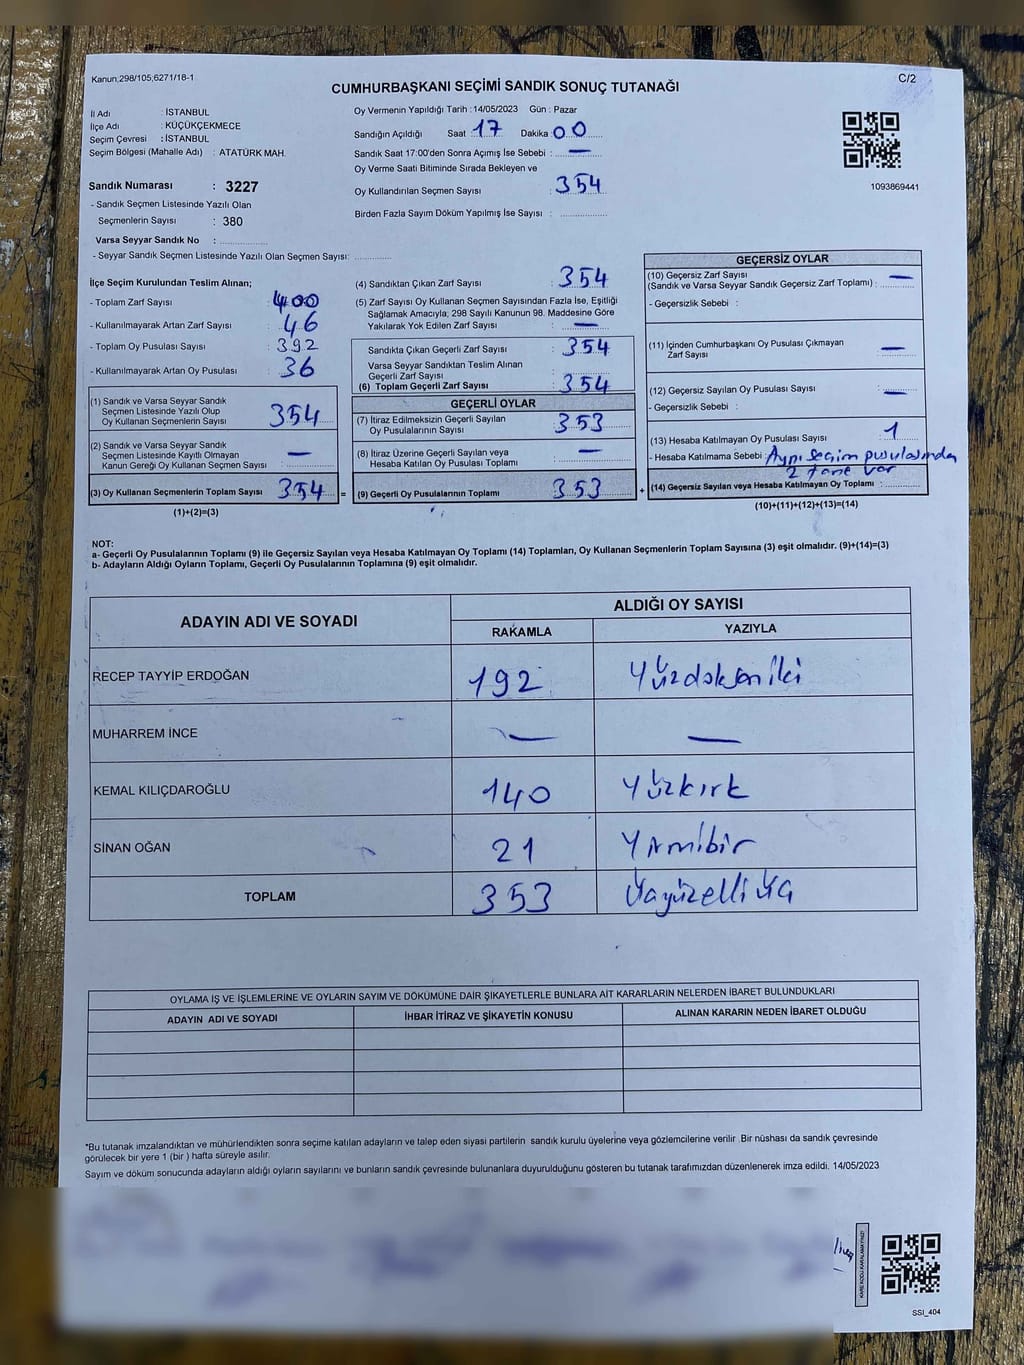 Kanun;298/105;6271/18-1
C/2
CUMHURBAŞKANI SEÇİMİ SANDIK SONUÇ TUTANAĞI
İl Adı : İSTANBUL
İlçe Adı : KÜÇÜKÇEKMECE
Seçim Çevresi : İSTANBUL
Seçim Bölgesi (Mahalle Adı) : ATATÜRK MAH.
Sandık Numarası : 3227
- Sandık Seçmen Listesinde Yazılı Olan
Seçmenlerin Sayısı : 380
Varsa Seyyar Sandık No :
- Seyyar Sandık Seçmen Listesinde Yazılı Olan Seçmen Sayısı:
Oy Vermenin Yapıldığı Tarih : 14/05/2023 Gün : Pazar
Sandığın Açıldığı Saat 17 Dakika 00
Sandık Saat 17:00'den Sonra Açımış İse Sebebi : —
Oy Verme Saati Bitiminde Sırada Bekleyen ve
Oy Kullandırılan Seçmen Sayısı : 354
Birden Fazla Sayım Döküm Yapılmış İse Sayısı :
1093869441
İlçe Seçim Kurulundan Teslim Alınan;
- Toplam Zarf Sayısı : 400
- Kullanılmayarak Artan Zarf Sayısı : 46
- Toplam Oy Pusulası Sayısı : 392
- Kullanılmayarak Artan Oy Pusulası : 36
(1) Sandık ve Varsa Seyyar Sandık
Seçmen Listesinde Yazılı Olup
Oy Kullanan Seçmenlerin Sayısı : 354
(2) Sandık ve Varsa Seyyar Sandık
Seçmen Listesinde Kayıtlı Olmayan
Kanun Gereği Oy Kullanan Seçmen Sayısı : —
(3) Oy Kullanan Seçmenlerin Toplam Sayısı : 354 =
(1)+(2)=(3)
(4) Sandıktan Çıkan Zarf Sayısı : 354
(5) Zarf Sayısı Oy Kullanan Seçmen Sayısından Fazla İse, Eşitliği
Sağlamak Amacıyla; 298 Sayılı Kanunun 98. Maddesine Göre
Yakılarak Yok Edilen Zarf Sayısı : —
Sandıkta Çıkan Geçerli Zarf Sayısı : 354
Varsa Seyyar Sandıktan Teslim Alınan
Geçerli Zarf Sayısı :
(6) Toplam Geçerli Zarf Sayısı : 354
GEÇERLİ OYLAR
(7) İtiraz Edilmeksizin Geçerli Sayılan
Oy Pusulalarının Sayısı : 353
(8) İtiraz Üzerine Geçerli Sayılan veya
Hesaba Katılan Oy Pusulası Toplamı : —
(9) Geçerli Oy Pusulalarının Toplamı : 353 +
GEÇERSİZ OYLAR
(10) Geçersiz Zarf Sayısı
(Sandık ve Varsa Seyyar Sandık Geçersiz Zarf Toplamı) : —
- Geçersizlik Sebebi :
(11) İçinden Cumhurbaşkanı Oy Pusulası Çıkmayan
Zarf Sayısı : —
(12) Geçersiz Sayılan Oy Pusulası Sayısı : —
- Geçersizlik Sebebi :
(13) Hesaba Katılmayan Oy Pusulası Sayısı : 1
- Hesaba Katılmama Sebebi : Aynı seçim pusulasından
2 tane var
(14) Geçersiz Sayılan veya Hesaba Katılmayan Oy Toplamı :
(10)+(11)+(12)+(13)=(14)
NOT:
a- Geçerli Oy Pusulalarının Toplamı (9) ile Geçersiz Sayılan veya Hesaba Katılmayan Oy Toplamı (14) Toplamları, Oy Kullanan Seçmenlerin Toplam Sayısına (3) eşit olmalıdır. (9)+(14)=(3)
b- Adayların Aldığı Oyların Toplamı, Geçerli Oy Pusulalarının Toplamına (9) eşit olmalıdır.
ADAYIN ADI VE SOYADI ALDIĞI OY SAYISI
RAKAMLA YAZIYLA
RECEP TAYYİP ERDOĞAN 192 Yüzdoksaniki
MUHARREM İNCE — —
KEMAL KILIÇDAROĞLU 140 Yüzkırk
SİNAN OĞAN 21 Yirmibir
TOPLAM 353
OYLAMA İŞ VE İŞLEMLERİNE VE OYLARIN SAYIM VE DÖKÜMÜNE DAİR ŞİKAYETLERLE BUNLARA AİT KARARLARIN NELERDEN İBARET BULUNDUKLARI
ADAYIN ADI VE SOYADI İHBAR İTİRAZ VE ŞİKAYETİN KONUSU ALINAN KARARIN NEDEN İBARET OLDUĞU
*Bu tutanak imzalandıktan ve mühürlendikten sonra seçime katılan adayların ve talep eden siyasi partilerin sandık kurulu üyelerine veya gözlemcilerine verilir .Bir nüshası da sandık çevresinde
görülecek bir yere 1 (bir ) hafta süreyle asılır.
Sayım ve döküm sonucunda adayların aldığı oyların sayılarını ve bunların sandık çevresinde bulunanlara duyurulduğunu gösteren bu tutanak tarafımızdan düzenlenerek imza edildi. 14/05/2023
KARE KODU KARALAMAYINIZ!
SSİ_404